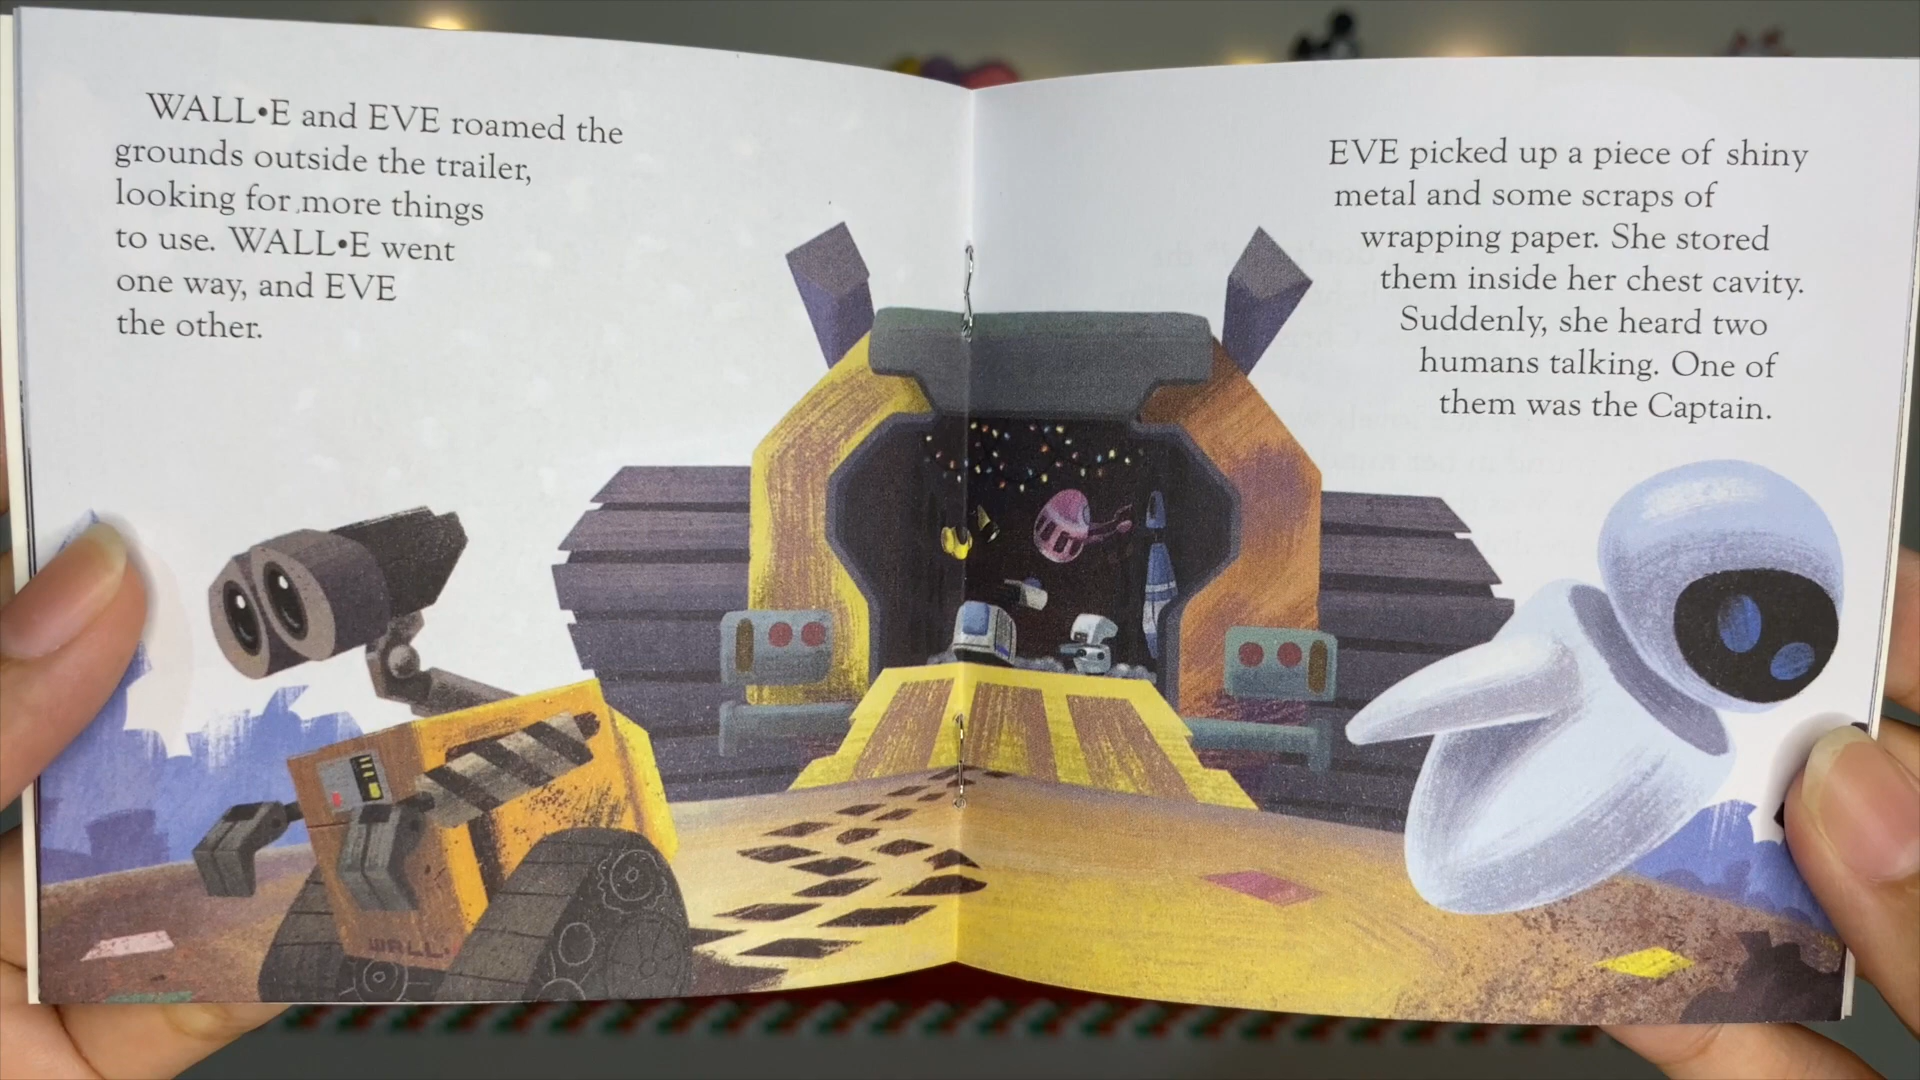 WALL•E and EVE roamed the
grounds outside the trailer,
looking for more things
to use. WALL•E went
one way, and EVE
the other.
EVE picked up a piece of shiny
metal and some scraps of
wrapping paper. She stored
them inside her chest cavity.
Suddenly, she heard two
humans talking. One of
them was the Captain.
WALL•